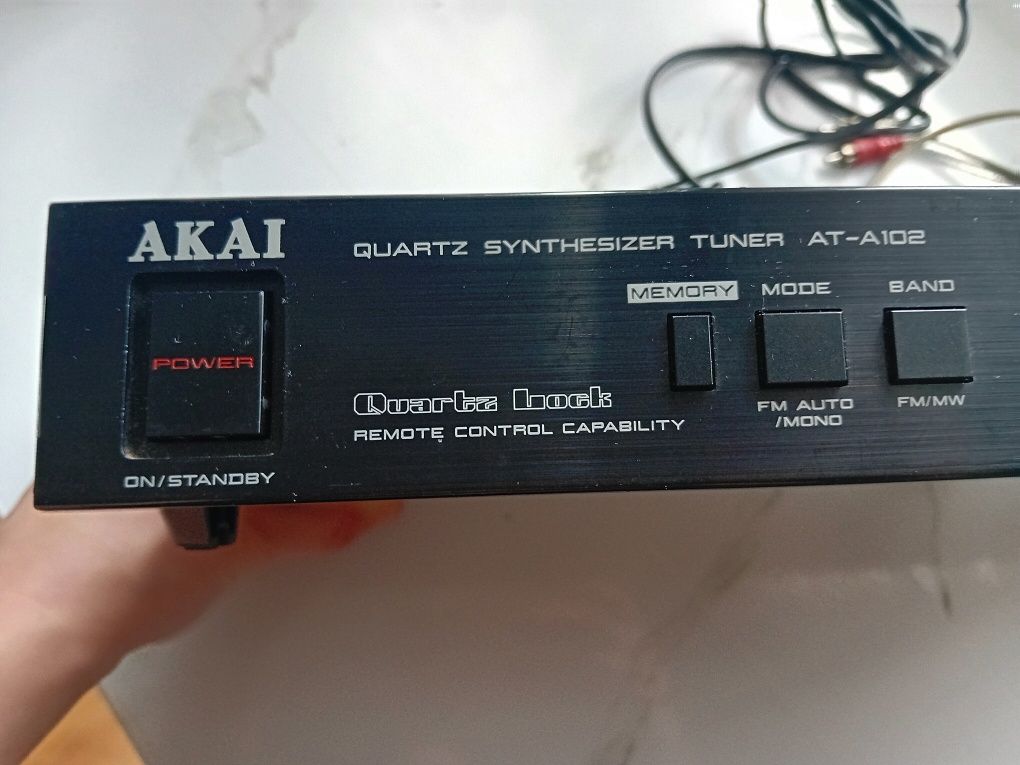 AKAI
QUARTZ SYNTHESIZER TUNER AT-A102
MEMORY MODE BAND
POWER
Quartz Lock
FM AUTO
/MONO
FM/MW
REMOTE CONTROL CAPABILITY
ON/STANDBY